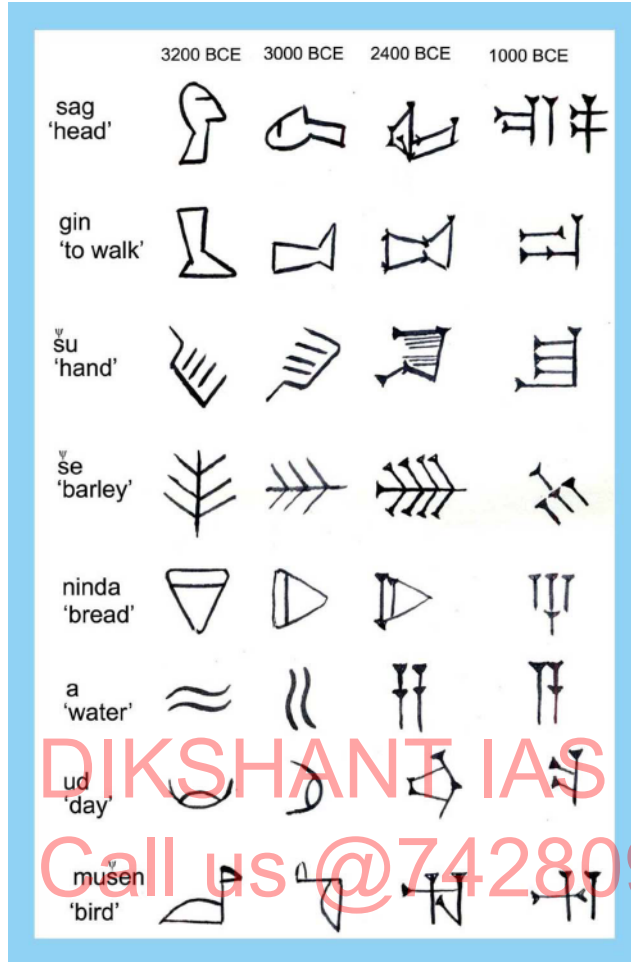 3200 BCE 3000 BCE 2400 BCE 1000 BCE
sag
‘head’
gin
‘to walk’
šu
‘hand’
še
‘barley’
ninda
‘bread’
a
‘water’
DIKSHANT IAS
ud
‘day’
Call us @742809
mušen
‘bird’